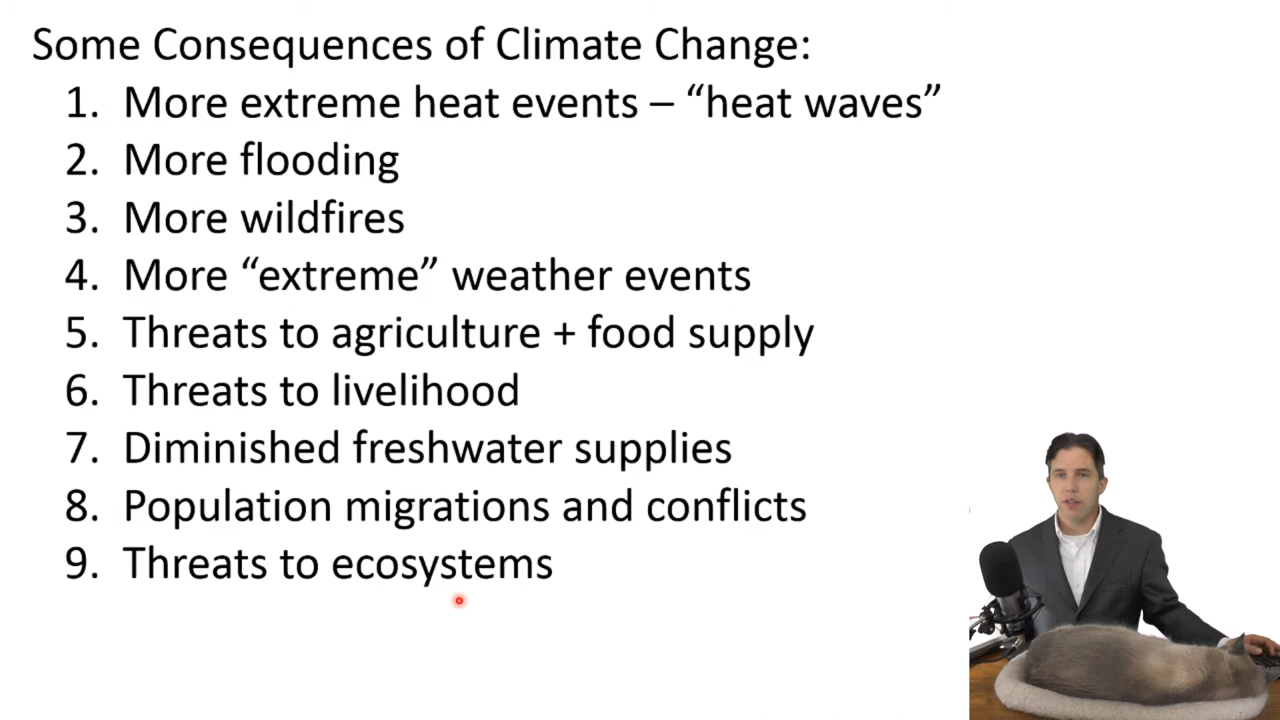 Some Consequences of Climate Change:
1. More extreme heat events – “heat waves”
2. More flooding
3. More wildfires
4. More “extreme” weather events
5. Threats to agriculture + food supply
6. Threats to livelihood
7. Diminished freshwater supplies
8. Population migrations and conflicts
9. Threats to ecosystems